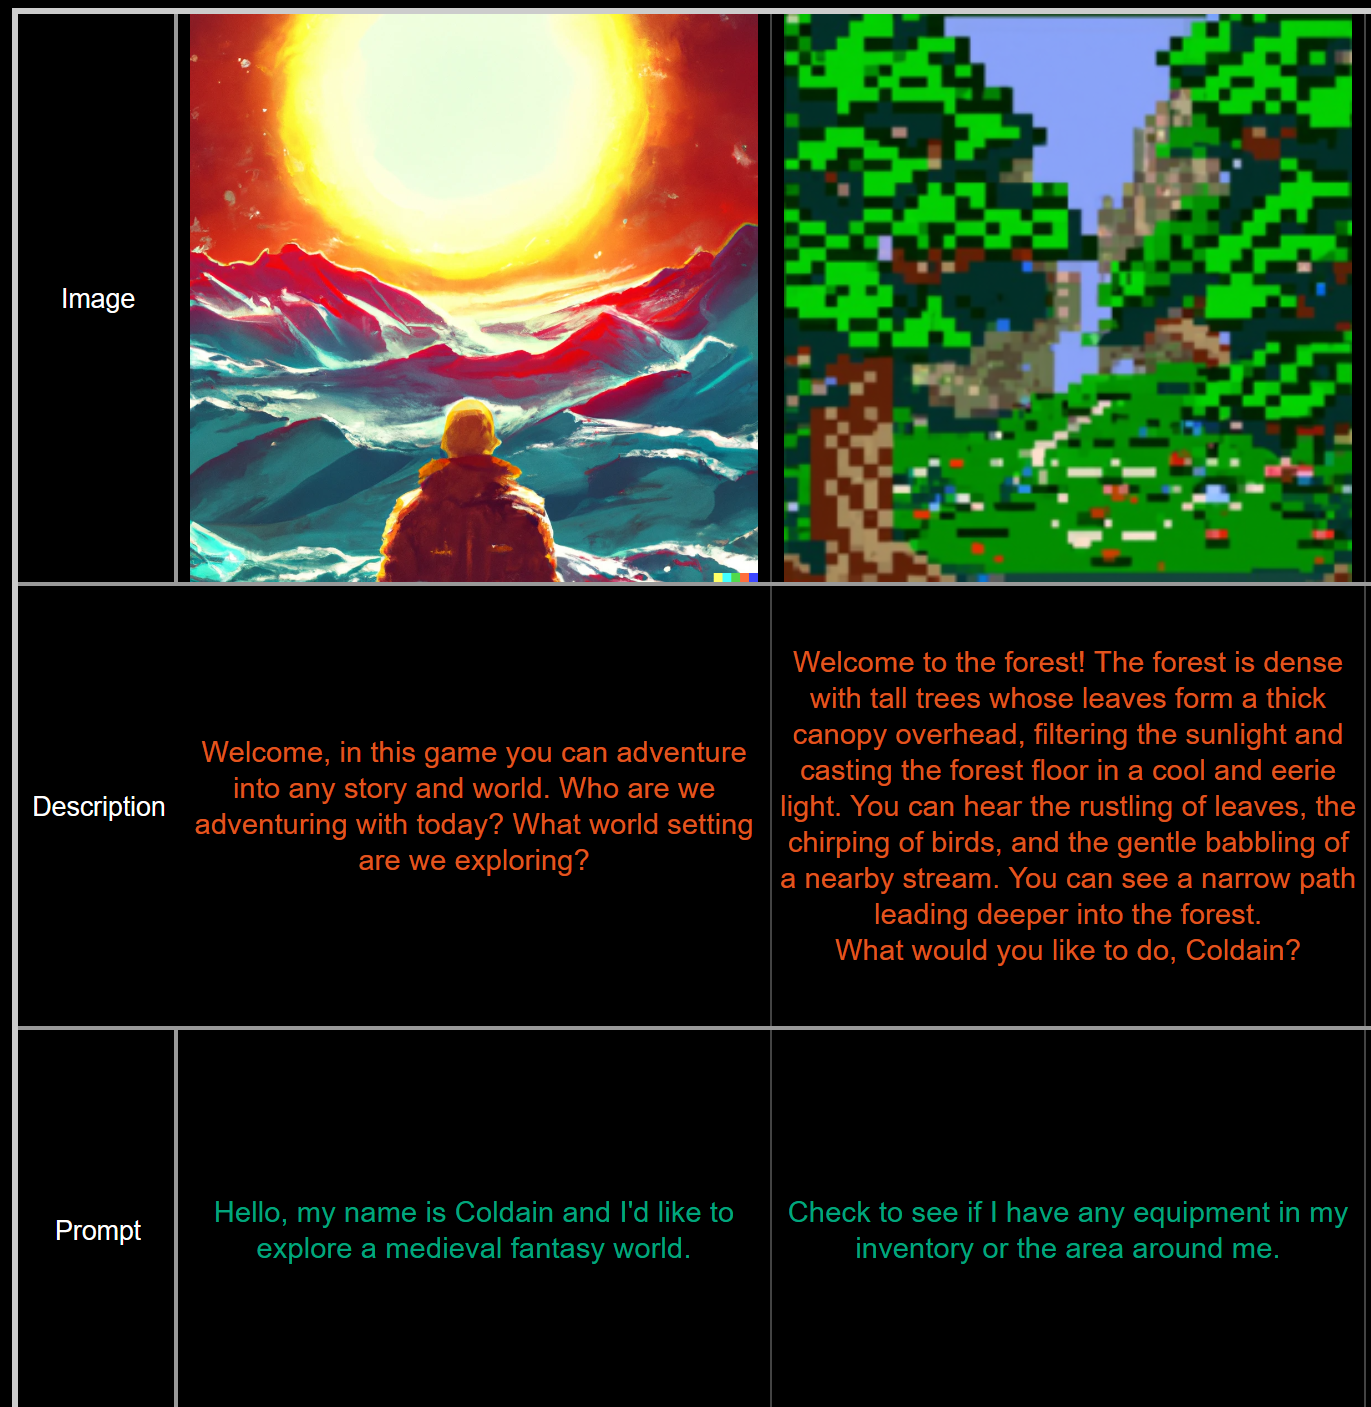 Image
Description
Welcome, in this game you can adventure
into any story and world. Who are we
adventuring with today? What world setting
are we exploring?
Welcome to the forest! The forest is dense
with tall trees whose leaves form a thick
canopy overhead, filtering the sunlight and
casting the forest floor in a cool and eerie
light. You can hear the rustling of leaves, the
chirping of birds, and the gentle babbling of
a nearby stream. You can see a narrow path
leading deeper into the forest.
What would you like to do, Coldain?
Prompt
Hello, my name is Coldain and I'd like to
explore a medieval fantasy world.
Check to see if I have any equipment in my
inventory or the area around me.